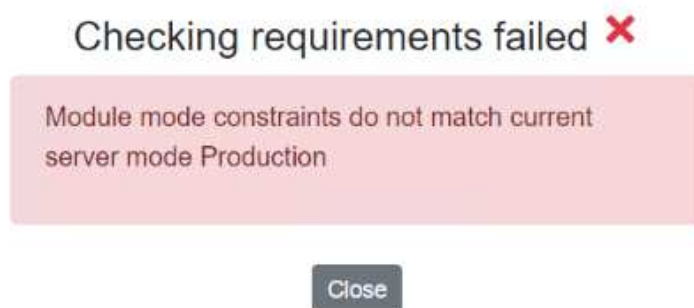 Checking requirements failed
Module mode constraints do not match current
server mode Production
Close